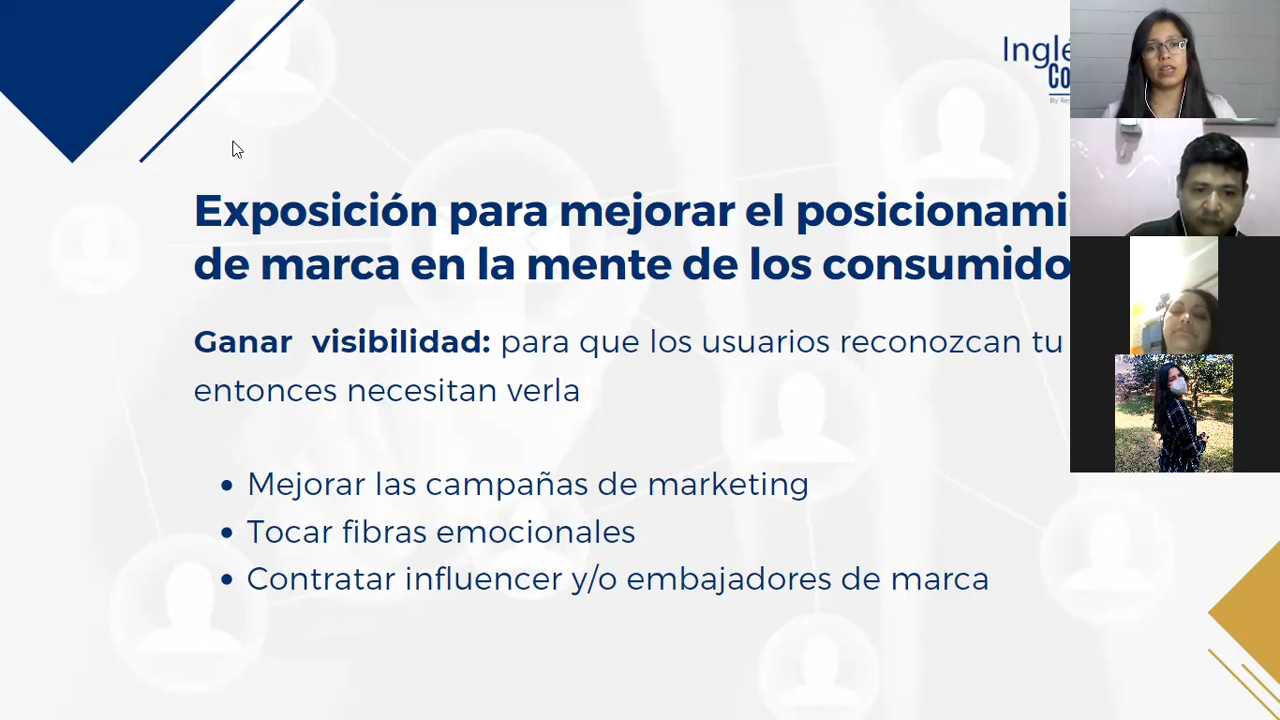 Inglé
Co
Exposición para mejorar el posicionami
de marca en la mente de los consumido
Ganar visibilidad: para que los usuarios reconozcan tu
entonces necesitan verla
• Mejorar las campañas de marketing
• Tocar fibras emocionales
• Contratar influencer y/o embajadores de marca